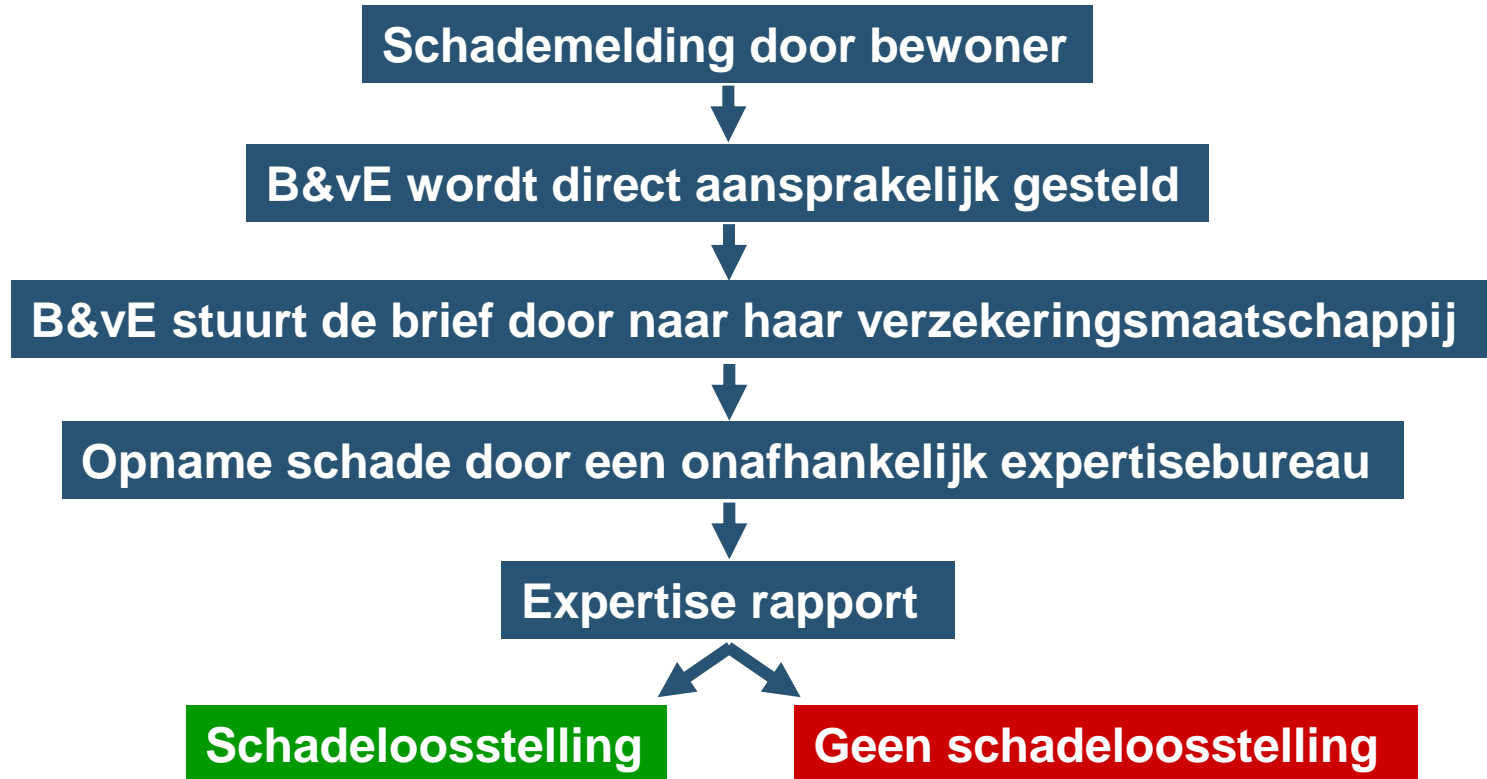 Schademelding door bewoner
B&vE wordt direct aansprakelijk gesteld
B&vE stuurt de brief door naar haar verzekeringsmaatschappij
Opname schade door een onafhankelijk expertisebureau
Expertise rapport
Schadeloosstelling
Geen schadeloosstelling